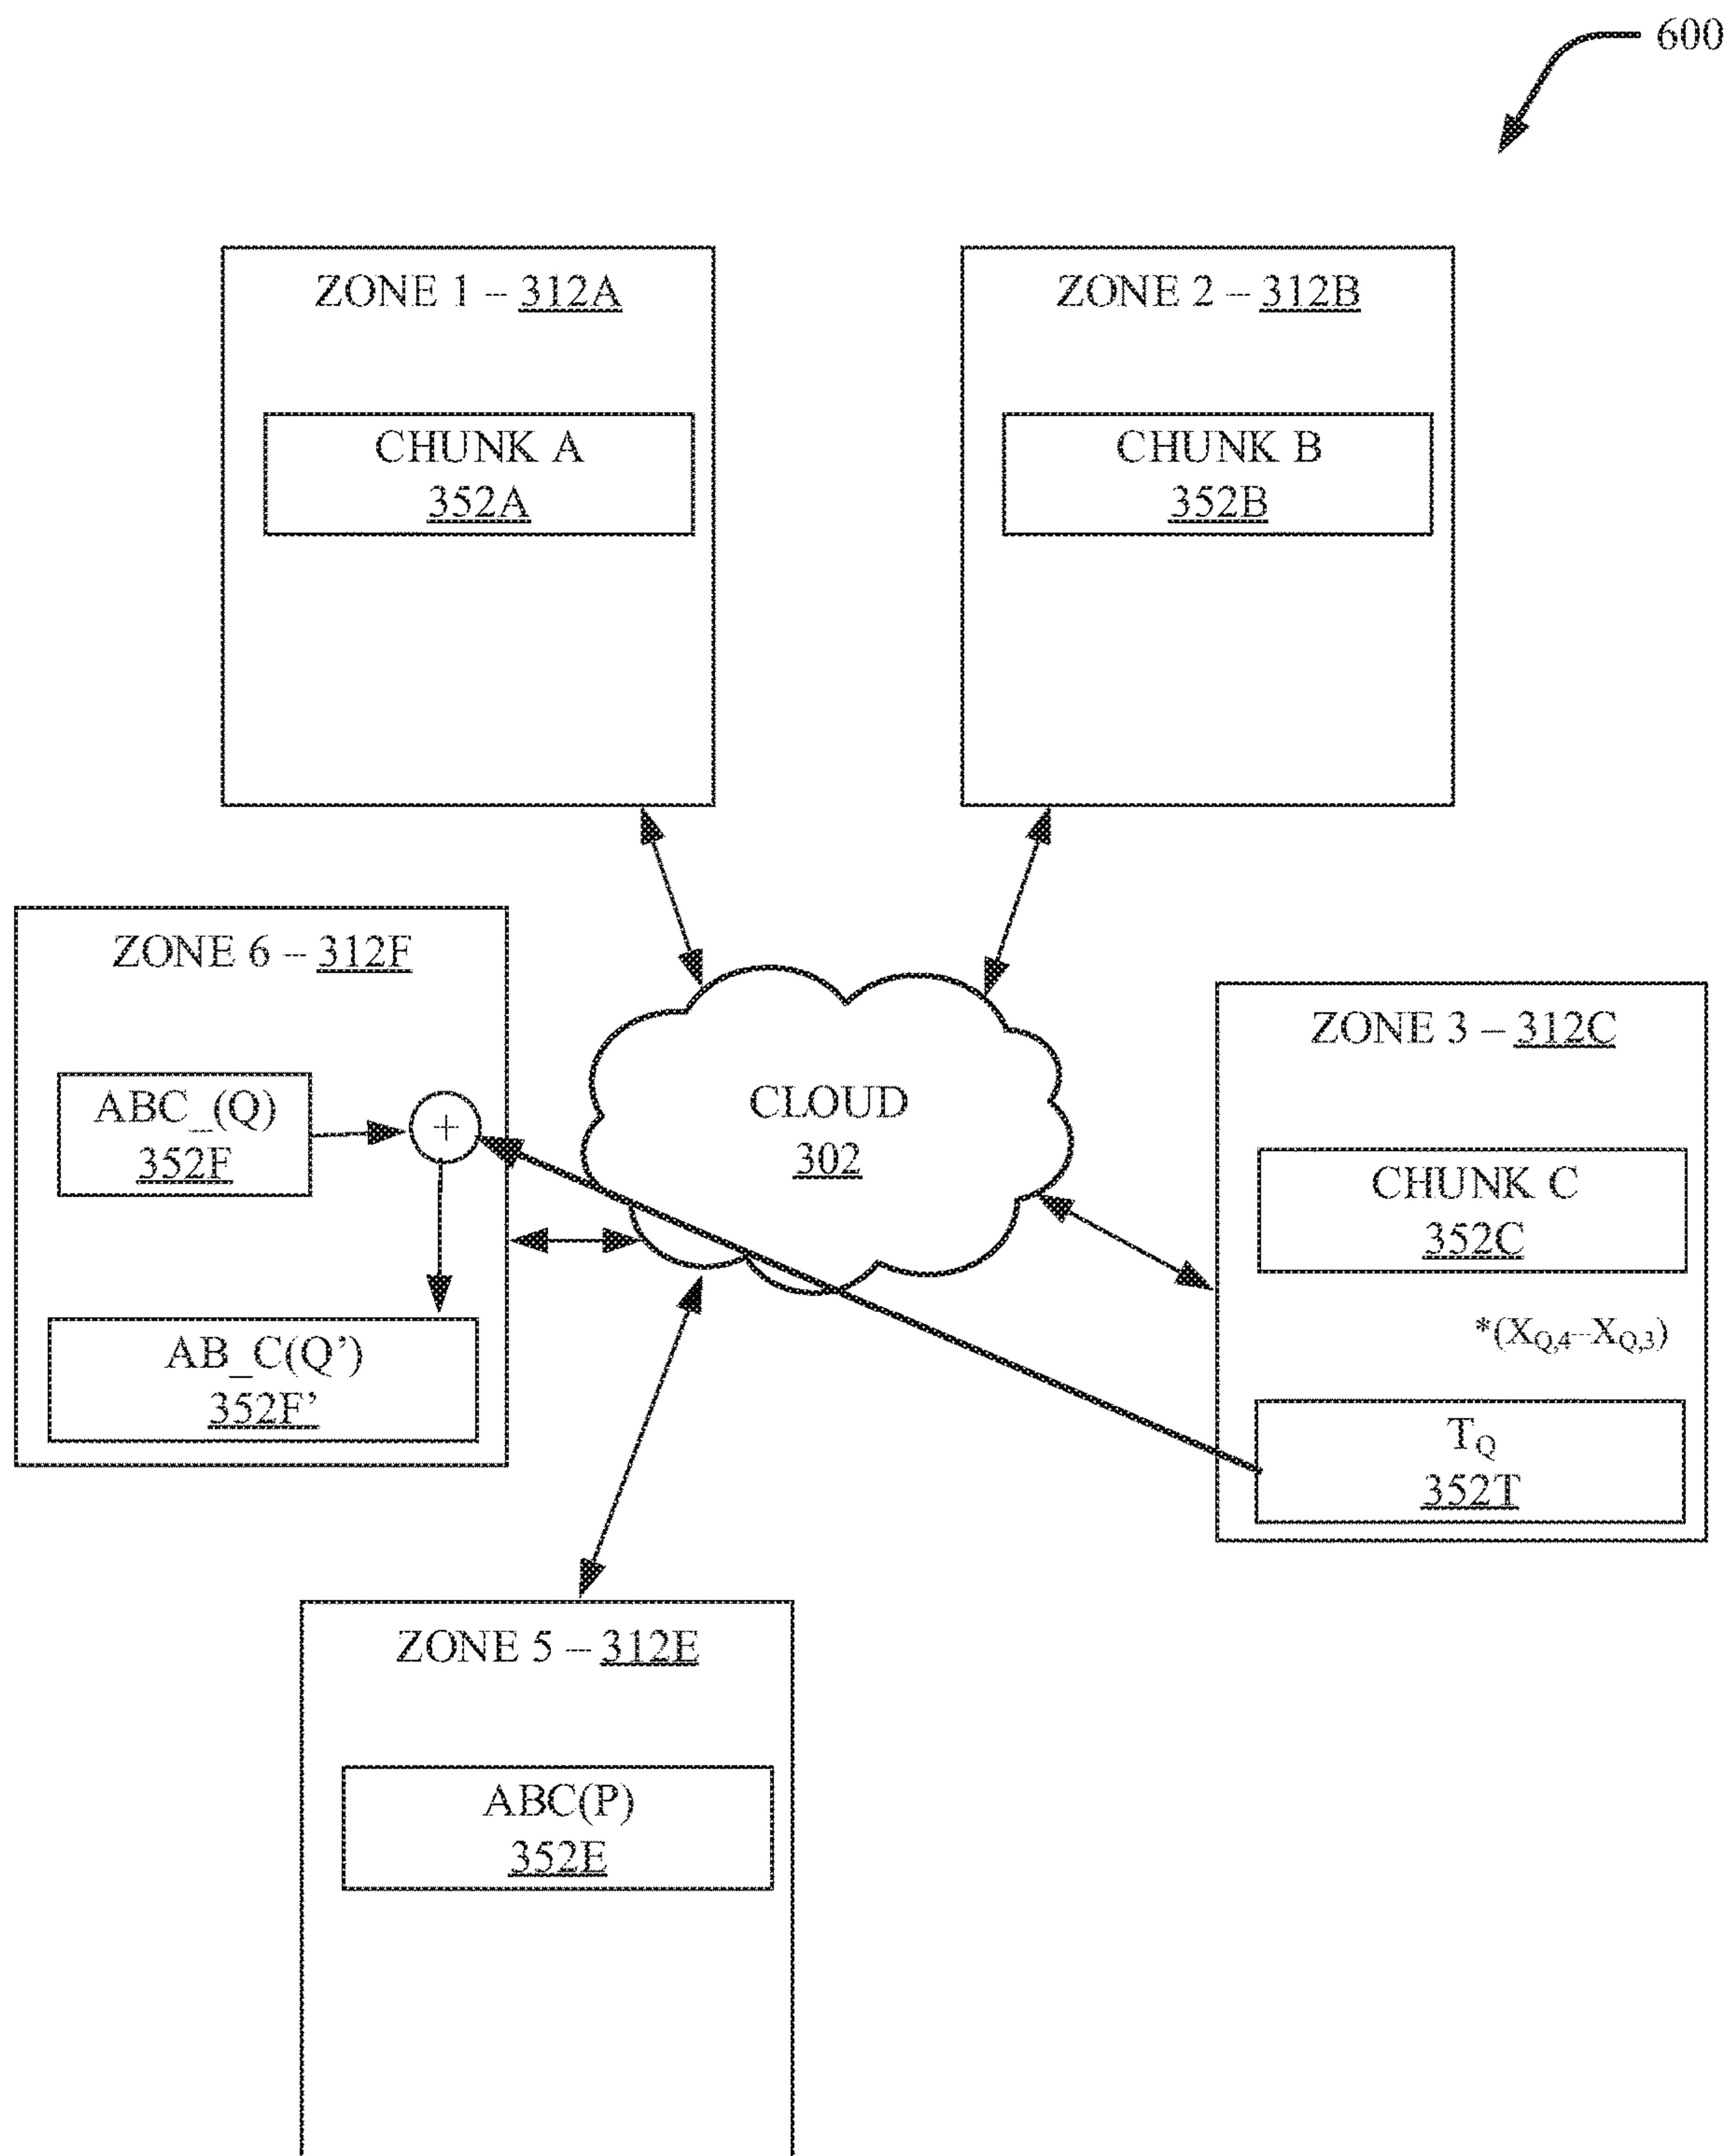 600
ZONE 1 -- 312A
CHUNK A
352A
ZONE 2 -- 312B
CHUNK B
352B
ZONE 6 -- 312F
ABC_(Q)
352F
+
AB_C(Q’)
352F’
CLOUD
302
ZONE 3 – 312C
CHUNK C
352C
*(XQ,4--XQ,3)
TQ
352T
ZONE 5 -- 312E
ABC(P)
352E